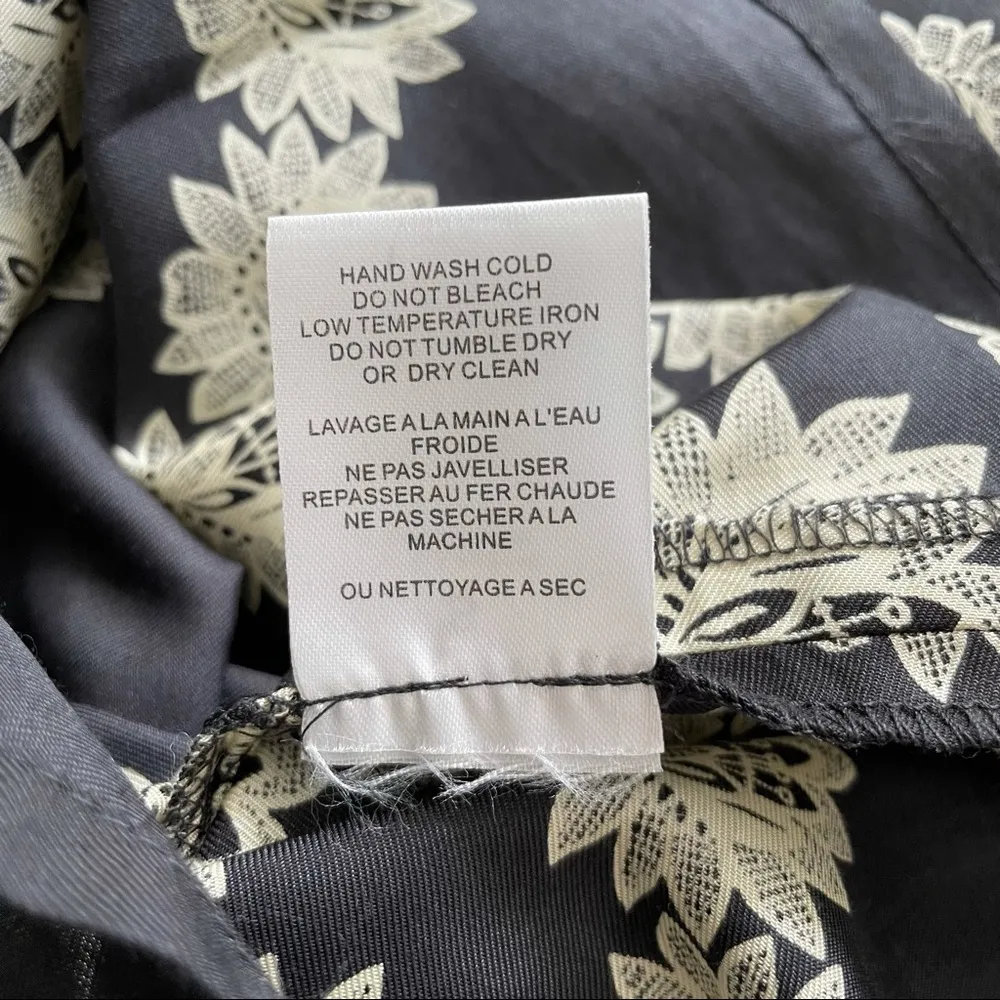 HAND WASH COLD
DO NOT BLEACH
LOW TEMPERATURE IRON
DO NOT TUMBLE DRY
OR DRY CLEAN
LAVAGE A LA MAIN A L'EAU
FROIDE
NE PAS JAVELLISER
REPASSER AU FER CHAUDE
NE PAS SECHER A LA
MACHINE
OU NETTOYAGE A SEC